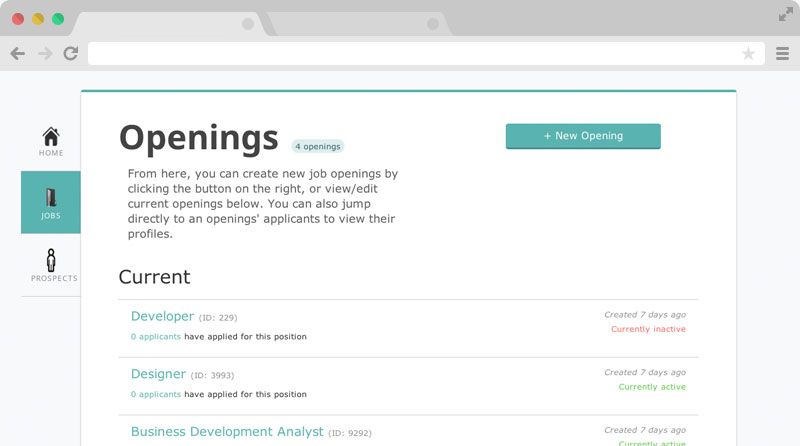 Openings
4 openings
+ New Opening
From here, you can create new job openings by
clicking the button on the right, or view/edit
current openings below. You can also jump
directly to an openings' applicants to view their
profiles.
HOME
JOBS
PROSPECTS
Current
Developer (ID: 229)
Created 7 days ago
0 applicants have applied for this position
Currently inactive
Designer (ID: 3993)
Created 7 days ago
0 applicants have applied for this position
Currently active
Business Development Analyst (ID: 9292)
Created 7 days ago
Currently active